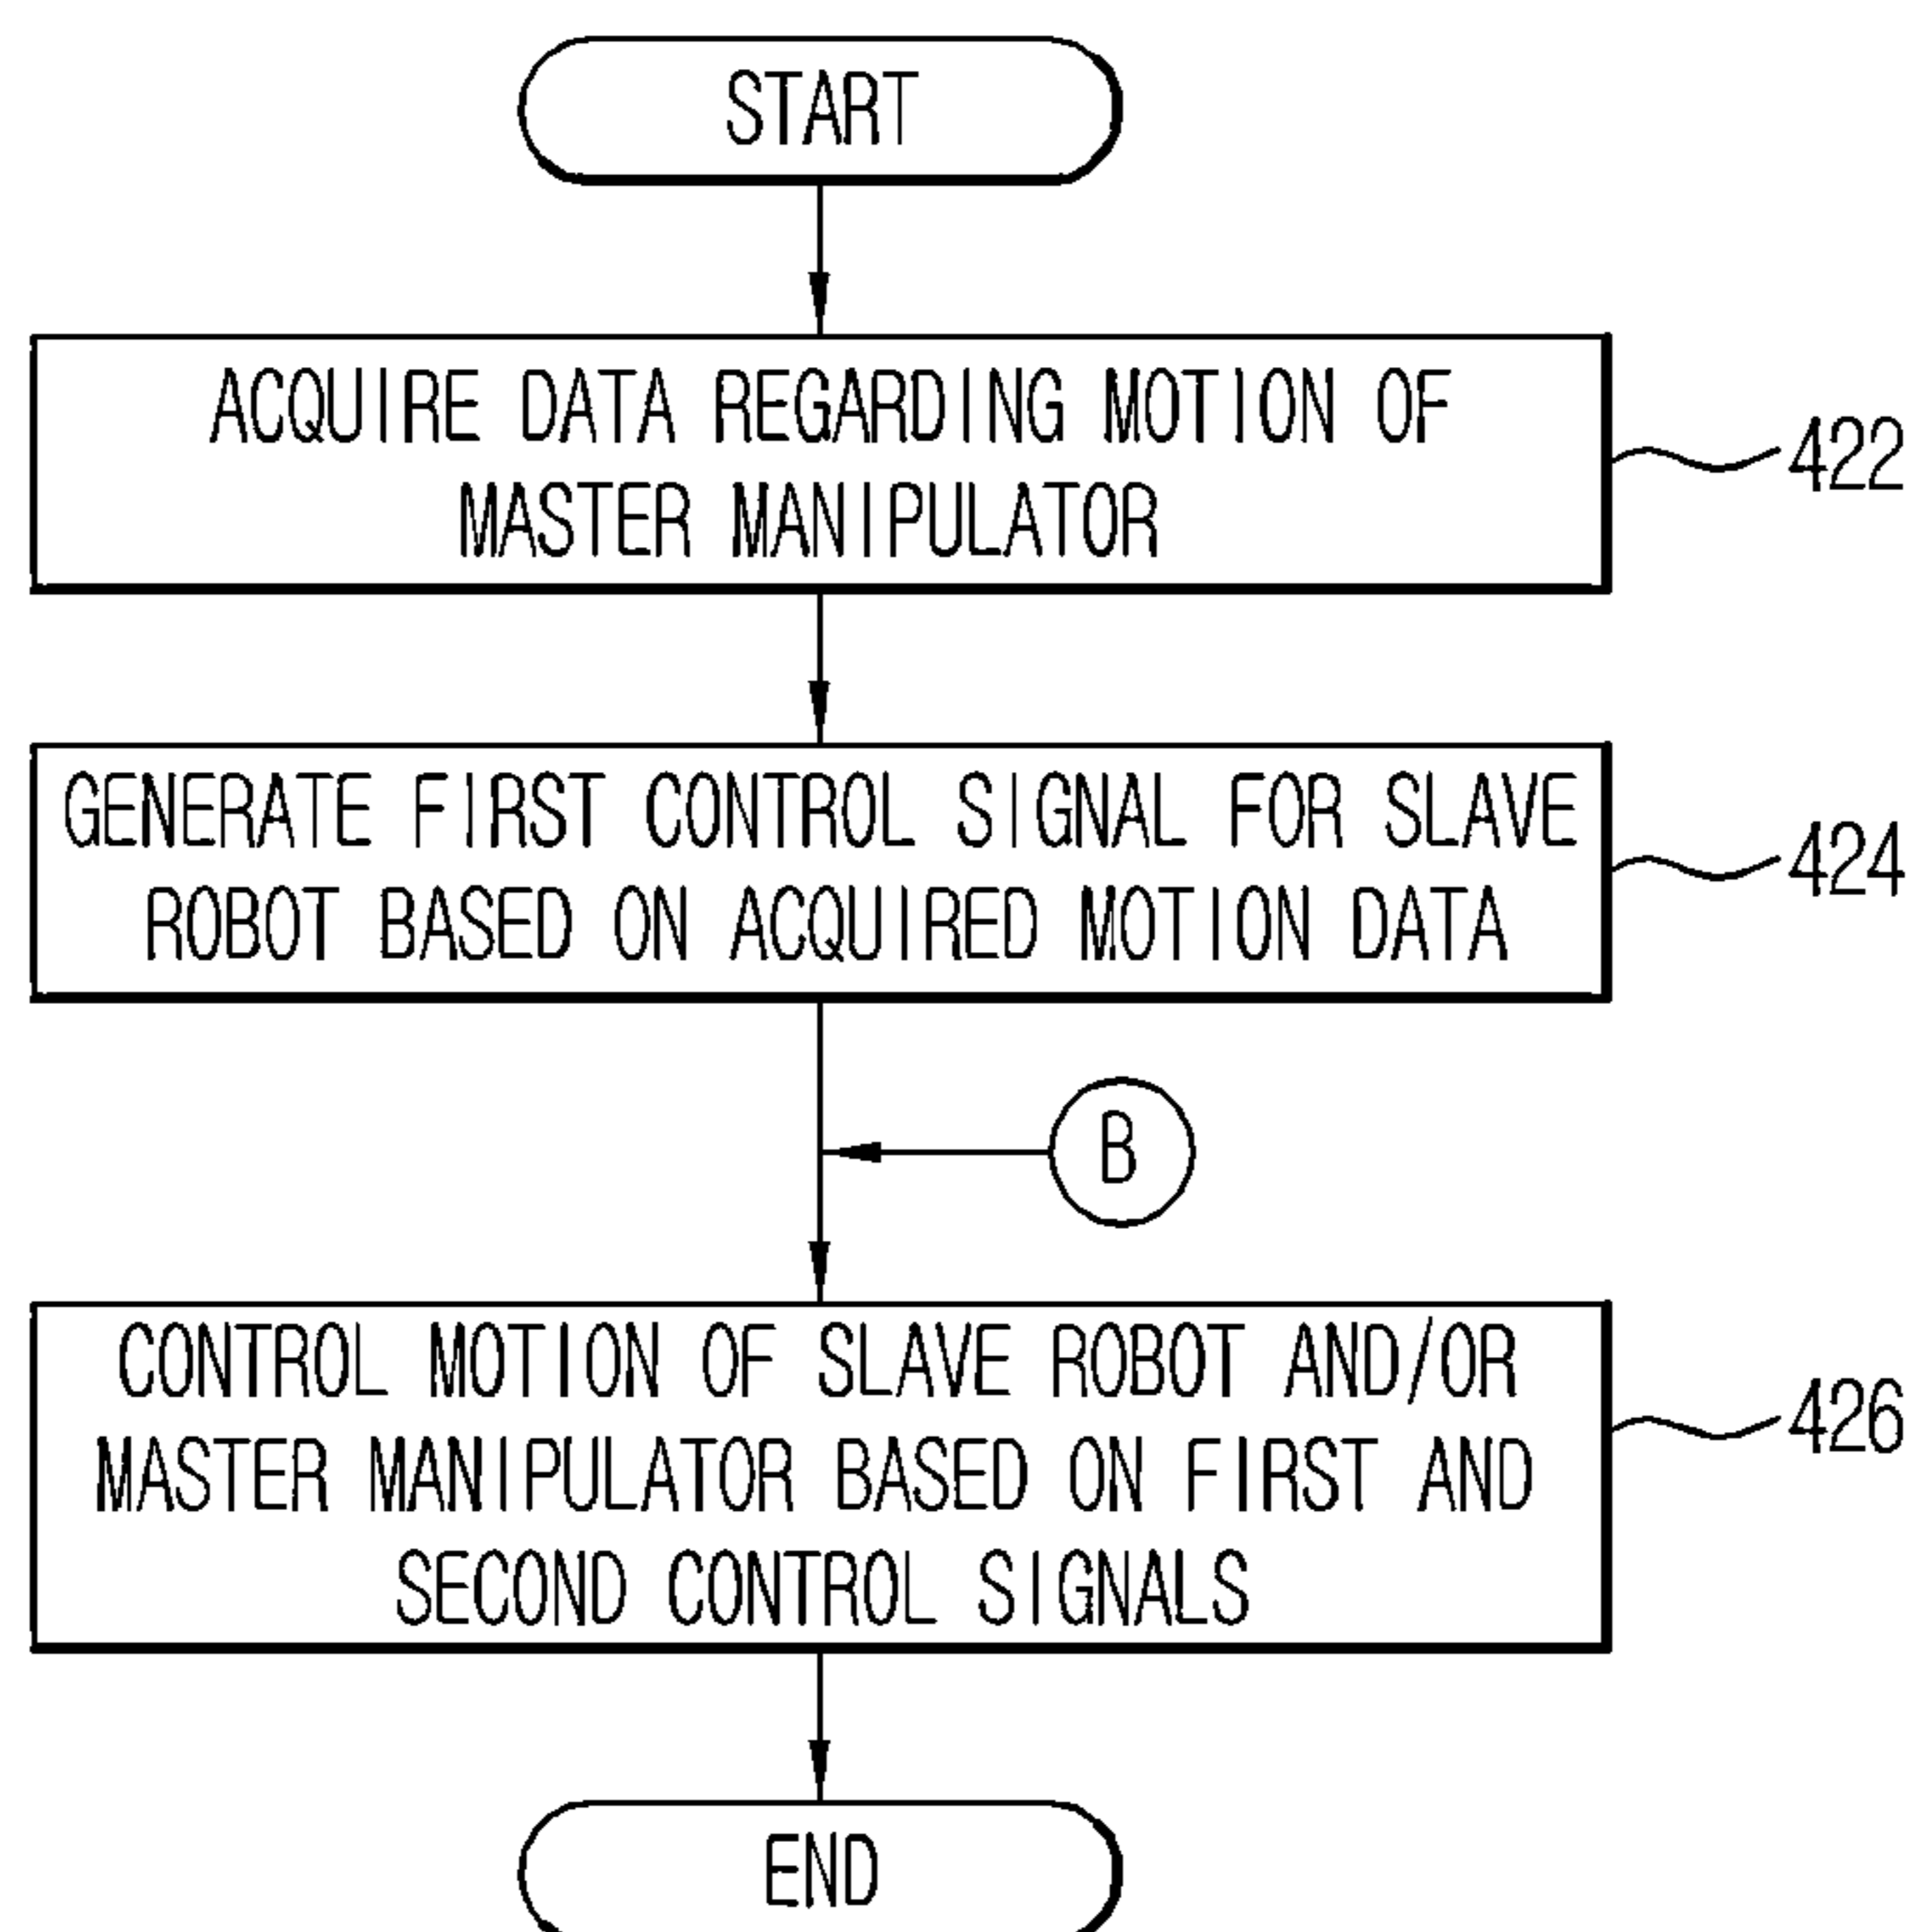 START
ACQUIRE DATA REGARDING MOTION OF
MASTER MANIPULATOR
422
GENERATE FIRST CONTROL SIGNAL FOR SLAVE
ROBOT BASED ON ACQUIRED MOTION DATA
424
B
CONTROL MOTION OF SLAVE ROBOT AND/OR
MASTER MANIPULATOR BASED ON FIRST AND
SECOND CONTROL SIGNALS
426
END